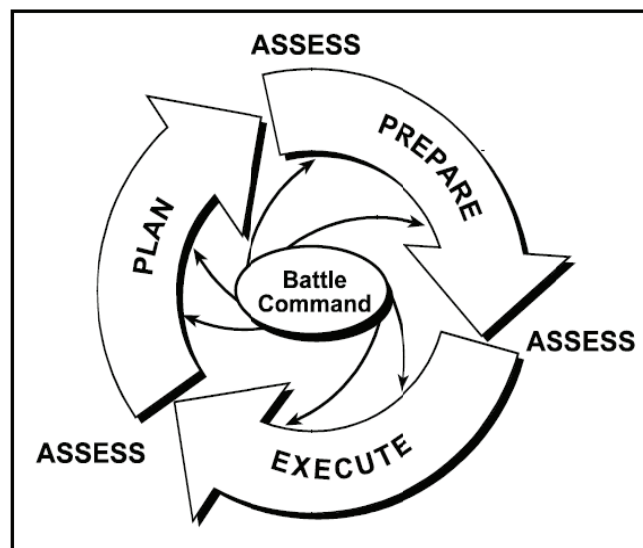 ASSESS
PREPARE
PLAN
Battle
Command
ASSESS
ASSESS
EXECUTE